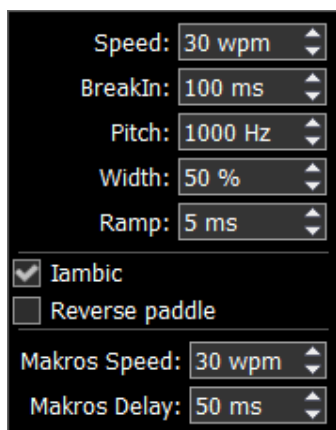 Speed: 30 wpm
BreakIn: 100 ms
Pitch: 1000 Hz
Width: 50 %
Ramp: 5 ms
Iambic
Reverse paddle
Makros Speed: 30 wpm
Makros Delay: 50 ms